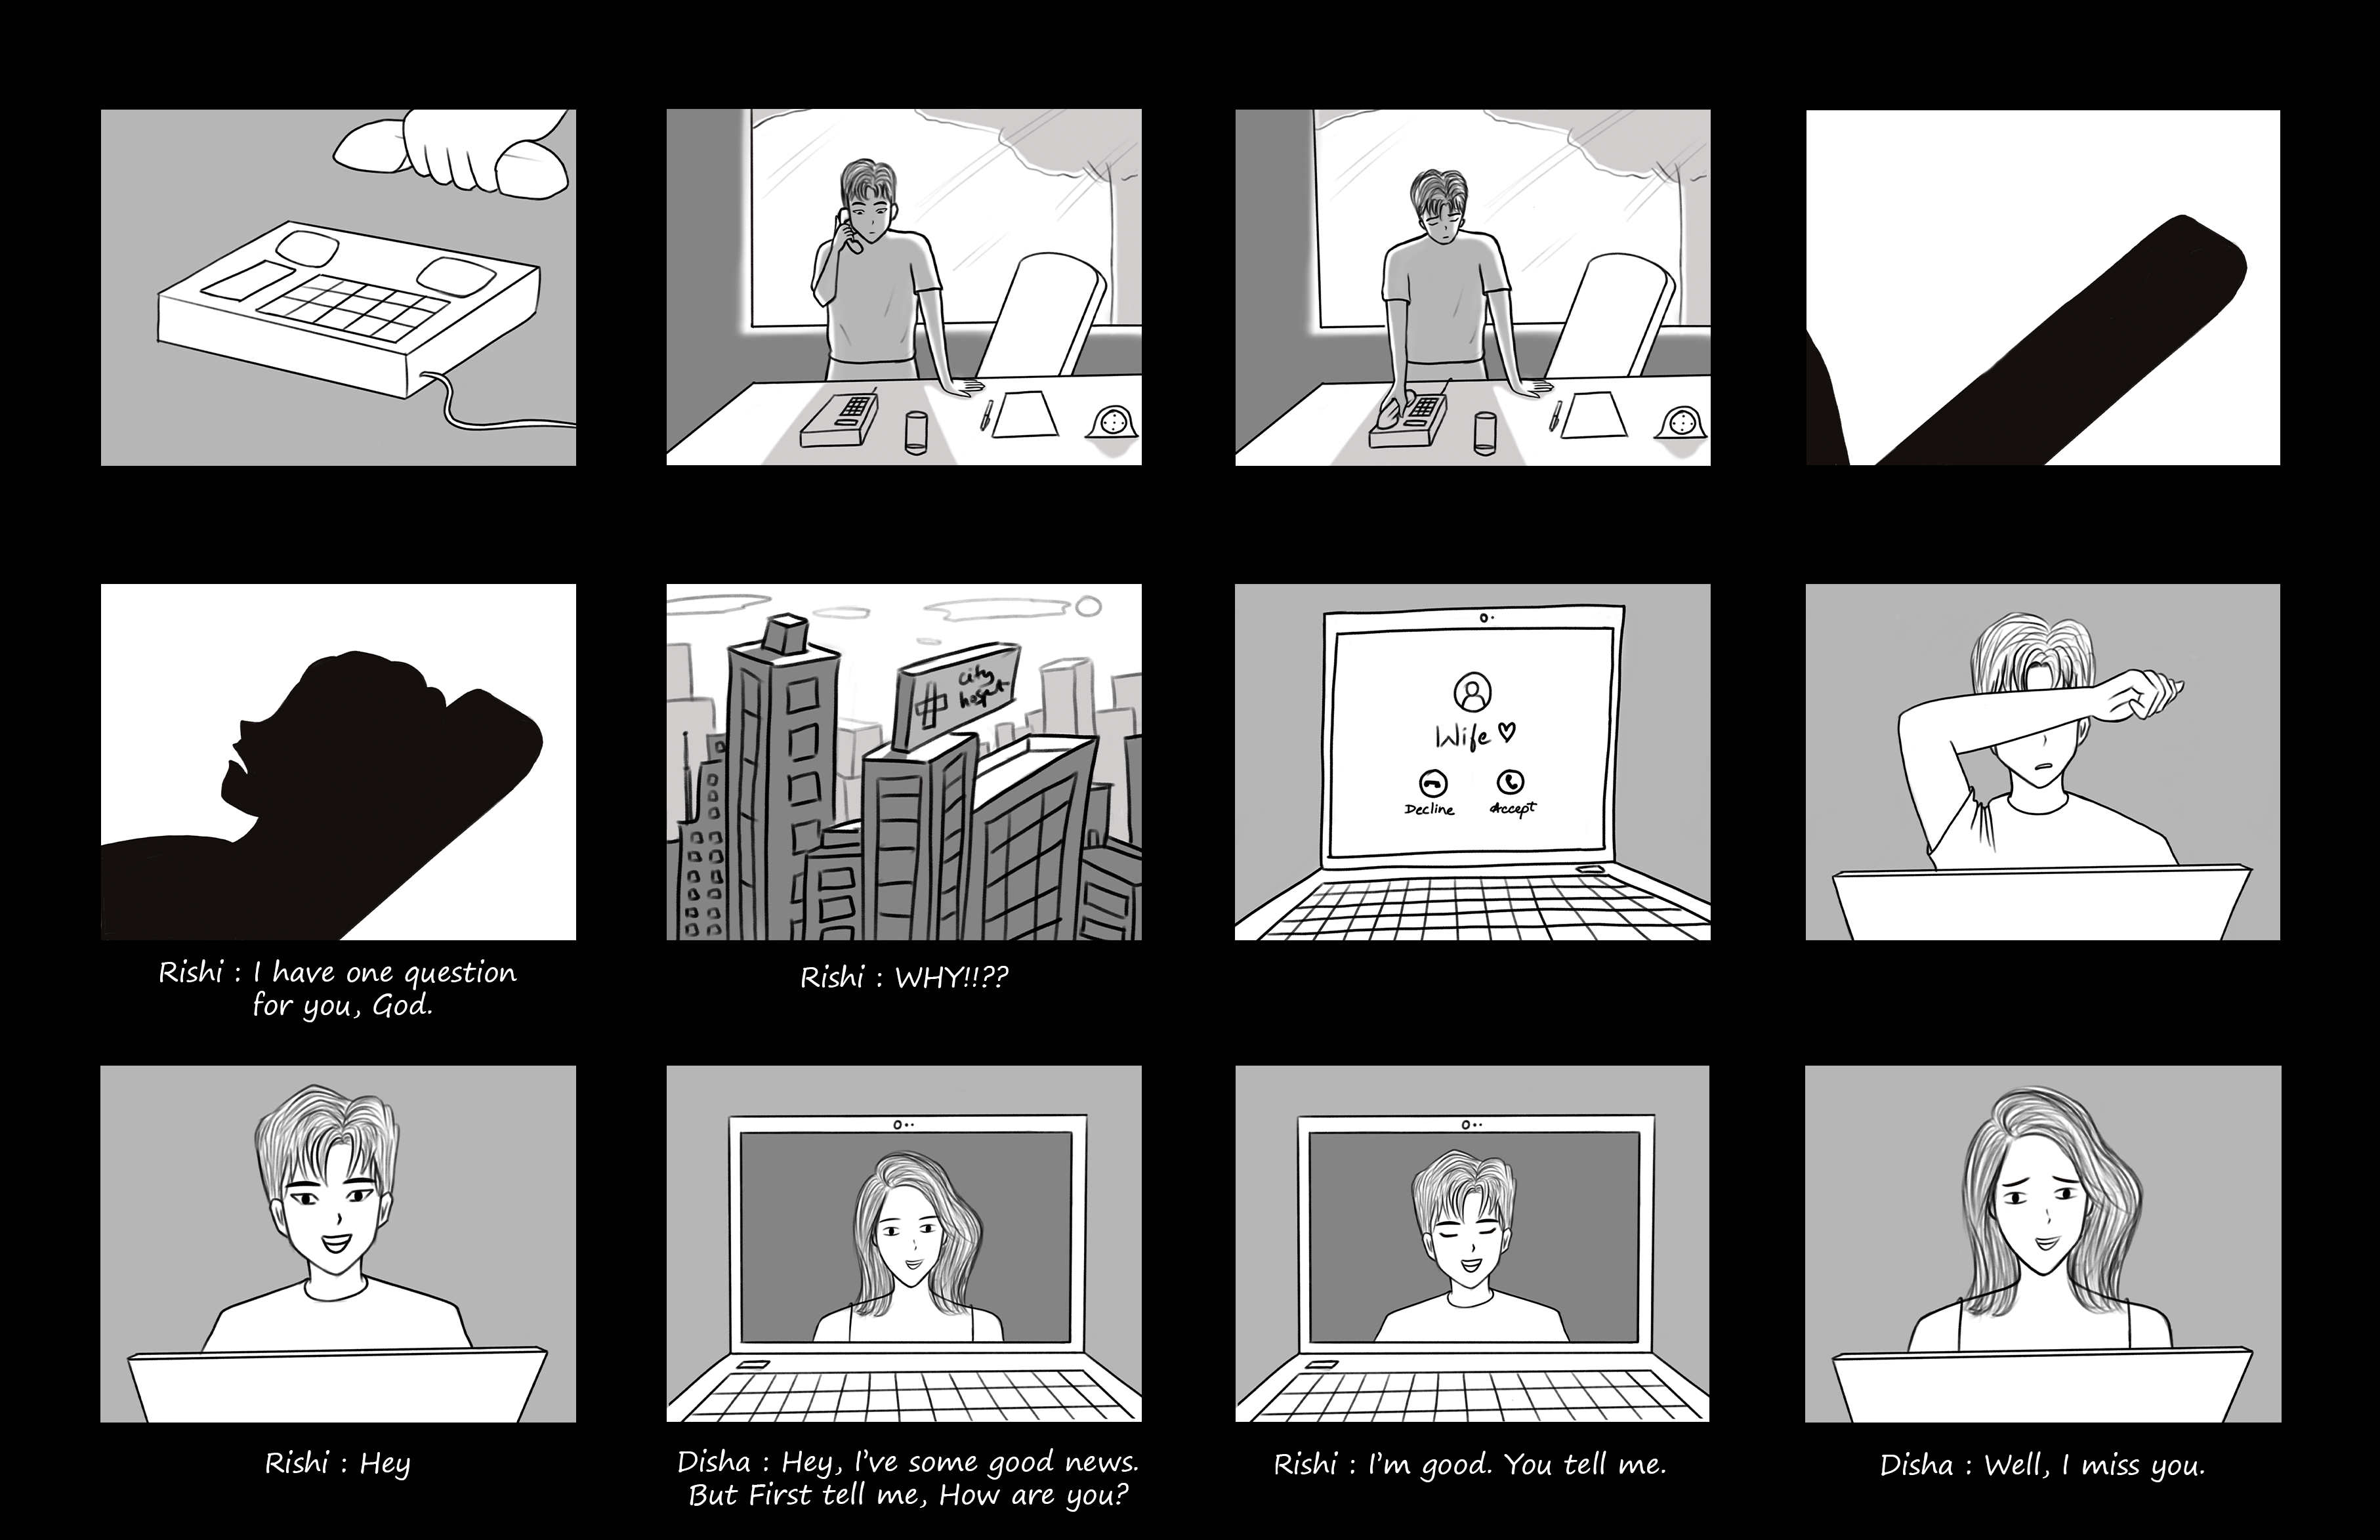 city
Wife ♡
Decline Accept
Rishi : I have one question
for you, God.
Rishi : WHY!!??
Rishi : Hey
Disha : Hey, I've some good news.
But First tell me, How are you?
Rishi : I'm good. You tell me.
Disha : Well, I miss you.